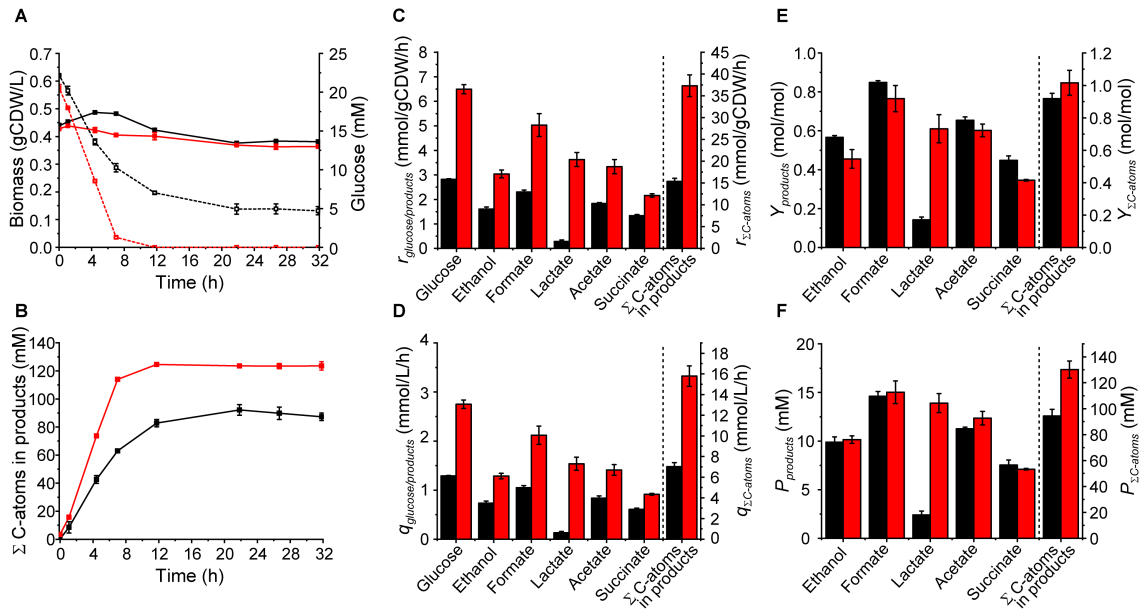 A
Biomass (gCDW/L)
0.7
0.6
0.5
0.4
0.3
0.2
0.1
0.0
25
20
15
10
5
0
Glucose (mM)
0 4 8 12 16 20 24 28 32
Time (h)
B
Σ C-atoms in products (mM)
140
120
100
80
60
40
20
0
0 4 8 12 16 20 24 28 32
Time (h)
C
r glucose/products (mmol/gCDW/h)
8
7
6
5
4
3
2
1
0
45
40
35
30
25
20
15
10
5
0
r ΣC-atoms (mmol/gCDW/h)
Glucose
Ethanol
Formate
Lactate
Acetate
Succinate
Σ C-atoms
in products
D
q glucose/products (mmol/L/h)
4
3
2
1
0
18
16
14
12
10
8
6
4
2
0
q ΣC-atoms (mmol/L/h)
Glucose
Ethanol
Formate
Lactate
Acetate
Succinate
Σ C-atoms
in products
E
Y products (mol/mol)
1.0
0.8
0.6
0.4
0.2
0.0
1.2
1.0
0.8
0.6
0.4
0.2
0.0
Y ΣC-atoms (mol/mol)
Ethanol
Formate
Lactate
Acetate
Succinate
Σ C-atoms
in products
F
P products (mM)
20
15
10
5
0
140
120
100
80
60
40
20
0
P ΣC-atoms (mM)
Ethanol
Formate
Lactate
Acetate
Succinate
Σ C-atoms
in products